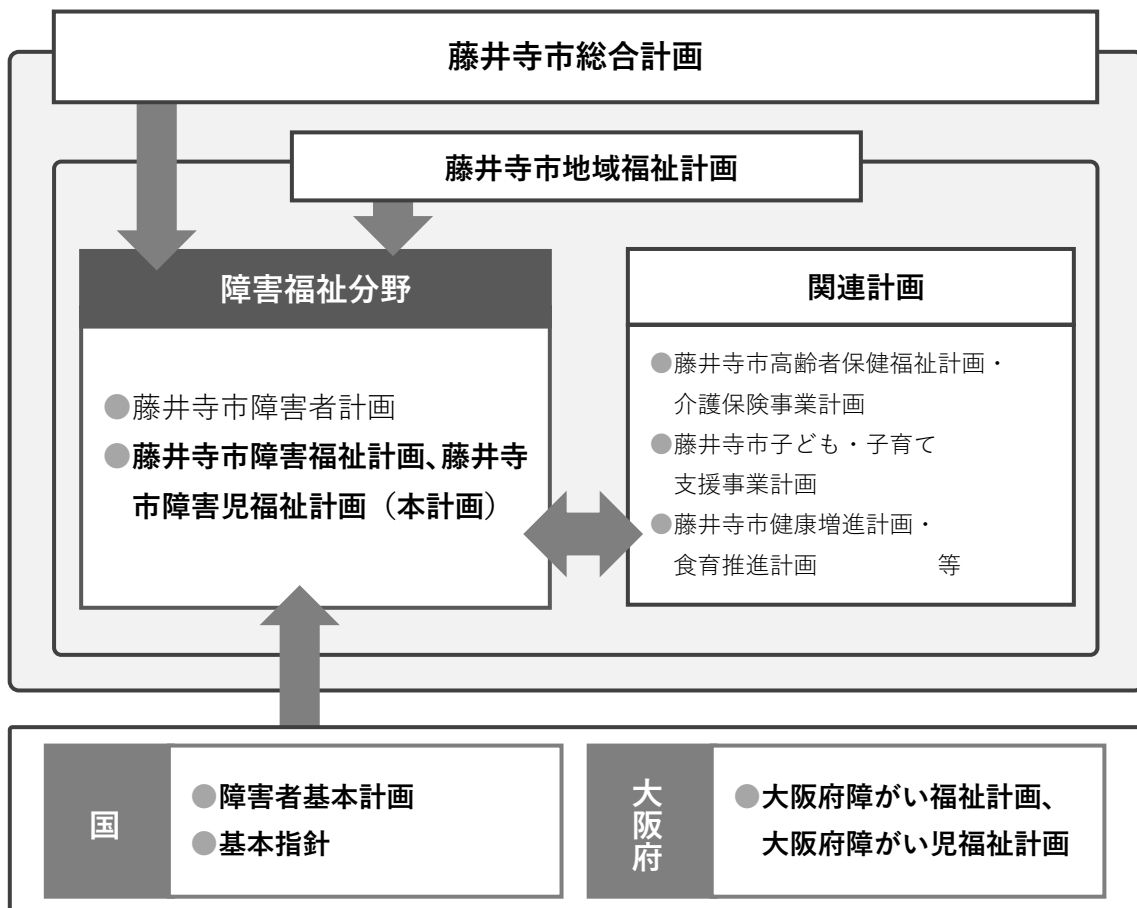 藤井寺市総合計画
藤井寺市地域福祉計画
障害福祉分野
●藤井寺市障害者計画
●藤井寺市障害福祉計画、藤井寺
市障害児福祉計画（本計画）
関連計画
●藤井寺市高齢者保健福祉計画・
介護保険事業計画
●藤井寺市子ども・子育て
支援事業計画
●藤井寺市健康増進計画・
食育推進計画　　　　　等
国
●障害者基本計画
●基本指針
大阪府
●大阪府障がい福祉計画、
大阪府障がい児福祉計画